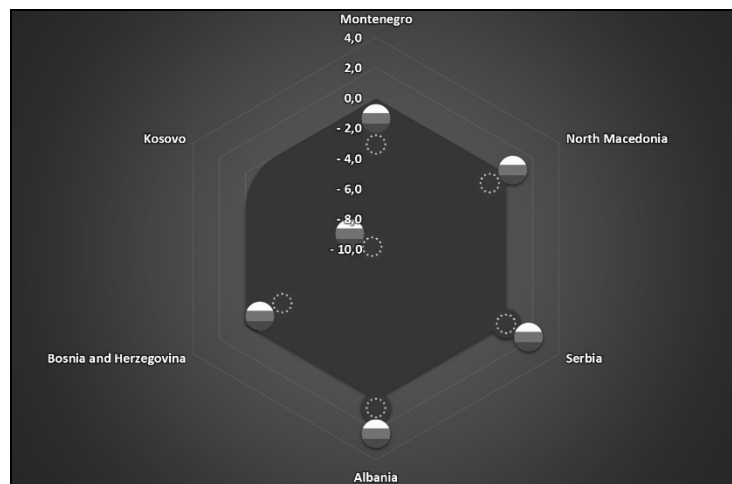 Montenegro
4,0
2,0
0,0
Kosovo
North Macedonia
- 2,0
- 4,0
- 6,0
- 8,0
- 10,0
Bosnia and Herzegovina
Serbia
Albania